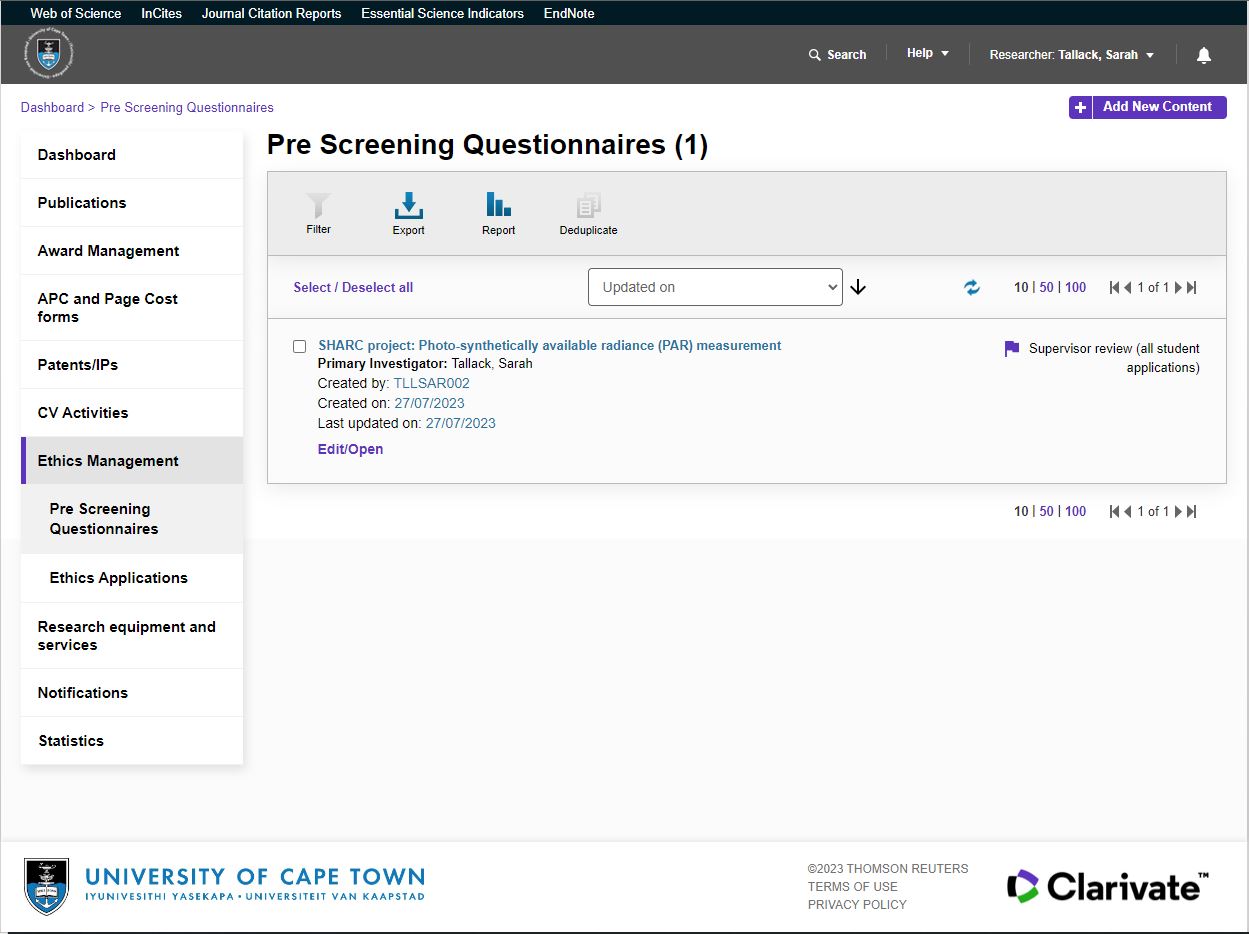 Web of Science InCites Journal Citation Reports Essential Science Indicators EndNote
Search Help Researcher: Tallack, Sarah
Dashboard > Pre Screening Questionnaires
+ Add New Content
Dashboard
Publications
Award Management
APC and Page Cost
forms
Patents/IPs
CV Activities
Ethics Management
Pre Screening
Questionnaires
Ethics Applications
Research equipment and
services
Notifications
Statistics
Pre Screening Questionnaires (1)
Filter Export Report Deduplicate
Select / Deselect all Updated on 10 | 50 | 100 1 of 1
SHARC project: Photo-synthetically available radiance (PAR) measurement
Primary Investigator: Tallack, Sarah
Created by: TLLSAR002
Created on: 27/07/2023
Last updated on: 27/07/2023
Edit/Open
Supervisor review (all student
applications)
10 | 50 | 100 1 of 1
UNIVERSITY OF CAPE TOWN
IYUNIVESITHI YASEKAPA • UNIVERSITEIT VAN KAAPSTAD
©2023 THOMSON REUTERS
TERMS OF USE
PRIVACY POLICY
Clarivate™